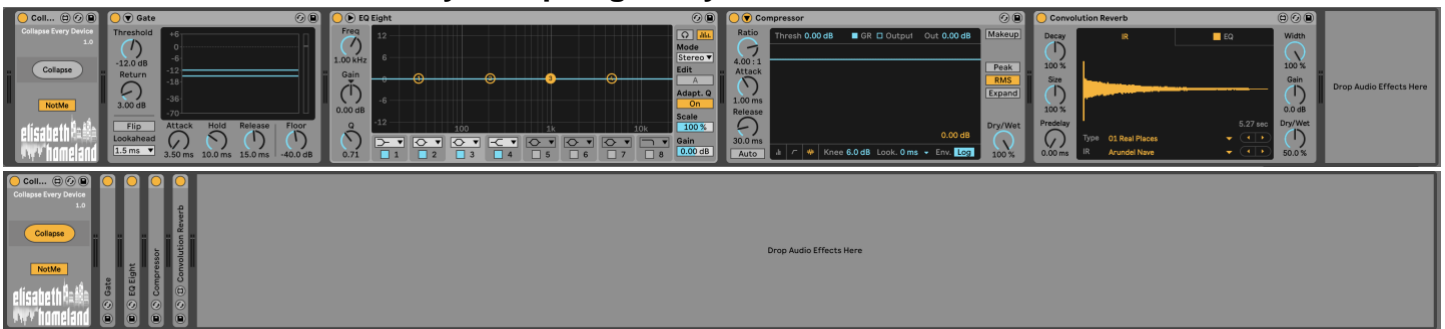 Coll...
Collapse Every Device
1.0
Collapse
NotMe
elisabeth
homeland
Gate
Threshold
-12.0 dB
Return
3.00 dB
+6
0
-6
-12
-18
-36
-70
Flip
Lookahead
1.5 ms
Attack Hold Release Floor
3.50 ms 10.0 ms 15.0 ms -40.0 dB
EQ Eight
Freq
1.00 kHz
Gain
0.00 dB
Q
0.71
12
6
0
-6
-12
100 1k 10k
1 2 3 4
1 2 3 4 5 6 7 8
Mode
Stereo
Edit
A
Adapt. Q
On
Scale
100 %
Gain
0.00 dB
Compressor
Ratio
4.00 : 1
Attack
1.00 ms
Release
30.0 ms
Auto
Thresh 0.00 dB GR Output Out 0.00 dB
0.00 dB
Knee 6.0 dB Look. 0 ms Env. Log
Makeup
Peak
RMS
Expand
Dry/Wet
100 %
Convolution Reverb
Decay
100 %
Size
100 %
Predelay
0.00 ms
IR EQ
5.27 sec
Type 01 Real Places
IR Arundel Nave
Width
100 %
Gain
0.0 dB
Dry/Wet
50.0 %
Drop Audio Effects Here
Coll...
Collapse Every Device
1.0
Collapse
NotMe
elisabeth
homeland
Gate
EQ Eight
Compressor
Convolution Reverb
Drop Audio Effects Here